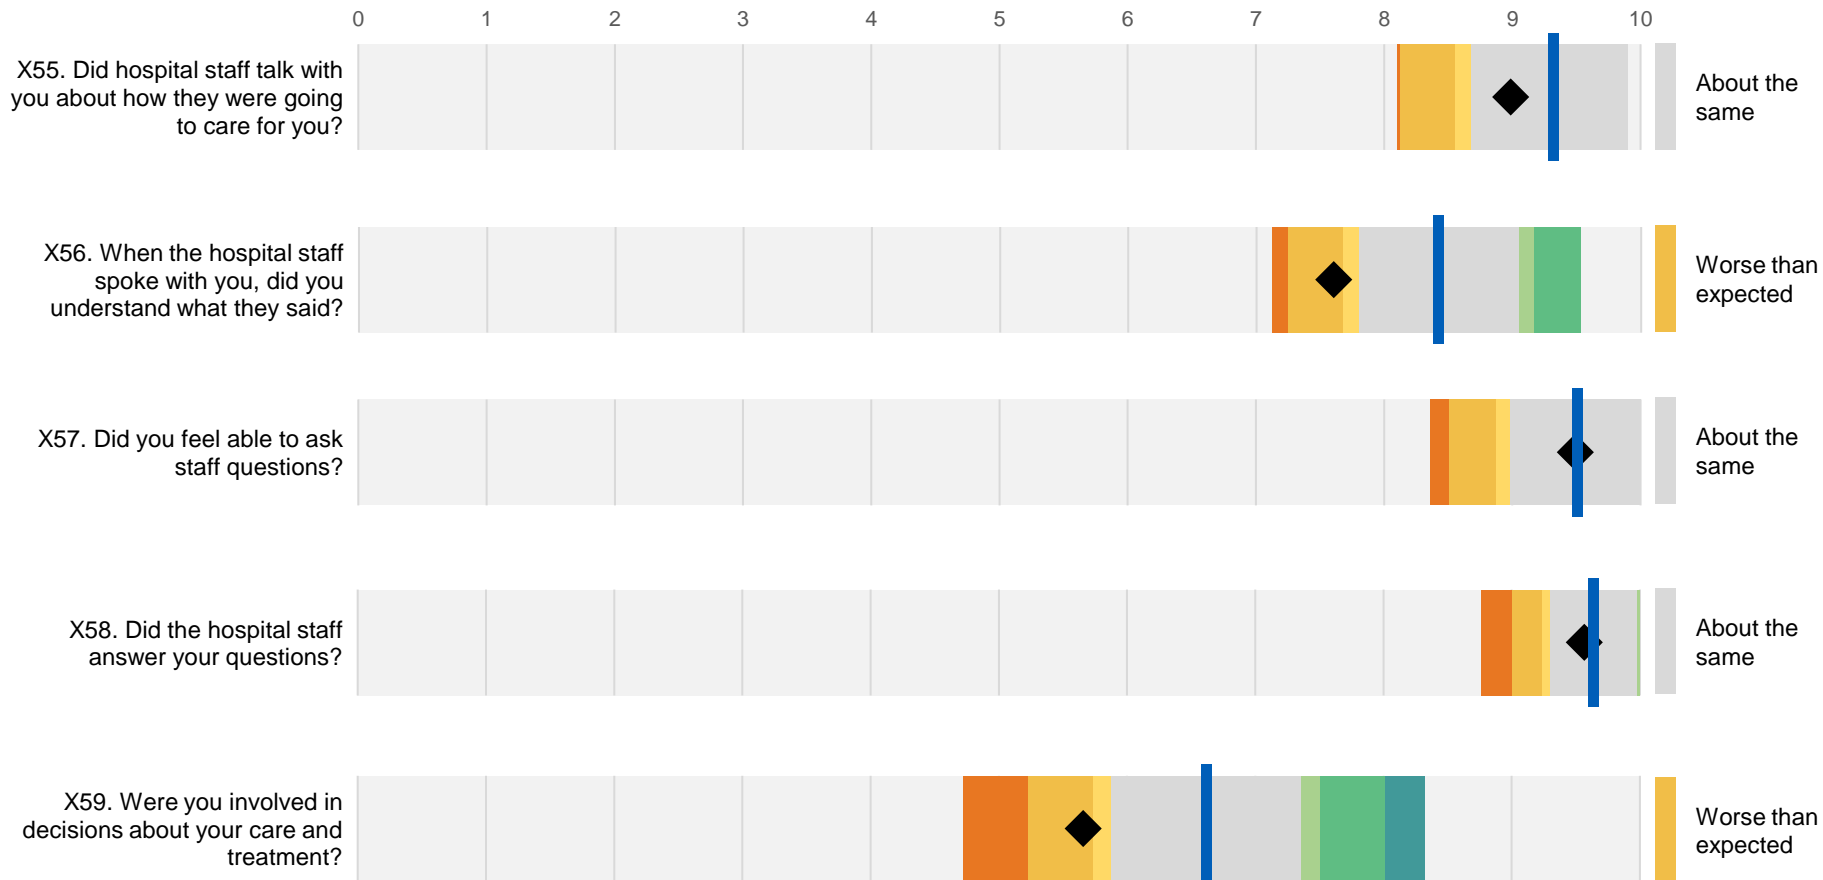 0 1 2 3 4 5 6 7 8 9 10
X55. Did hospital staff talk with
you about how they were going
to care for you?
About the
same
X56. When the hospital staff
spoke with you, did you
understand what they said?
Worse than
expected
X57. Did you feel able to ask
staff questions?
About the
same
X58. Did the hospital staff
answer your questions?
About the
same
X59. Were you involved in
decisions about your care and
treatment?
Worse than
expected